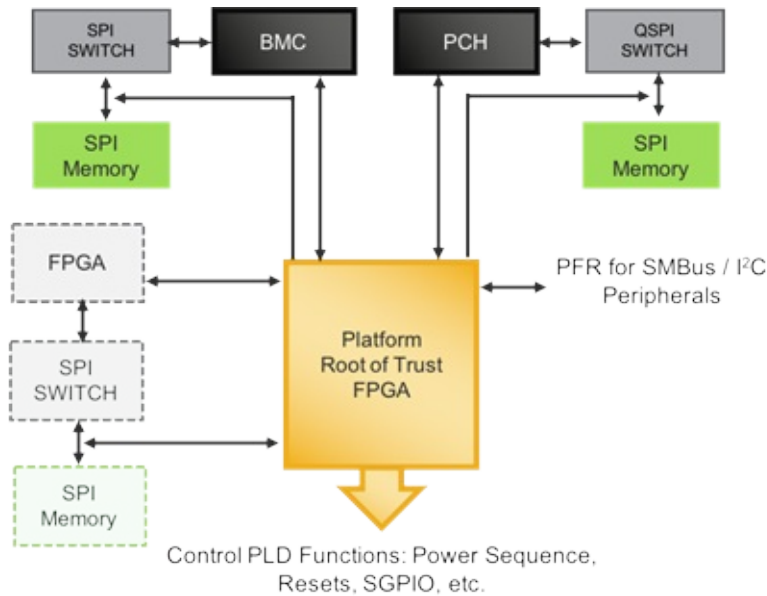 SPI
SWITCH
BMC
PCH
QSPI
SWITCH
SPI
Memory
SPI
Memory
FPGA
PFR for SMBus / I²C
Peripherals
Platform
Root of Trust
FPGA
SPI
SWITCH
SPI
Memory
Control PLD Functions: Power Sequence,
Resets, SGPIO, etc.